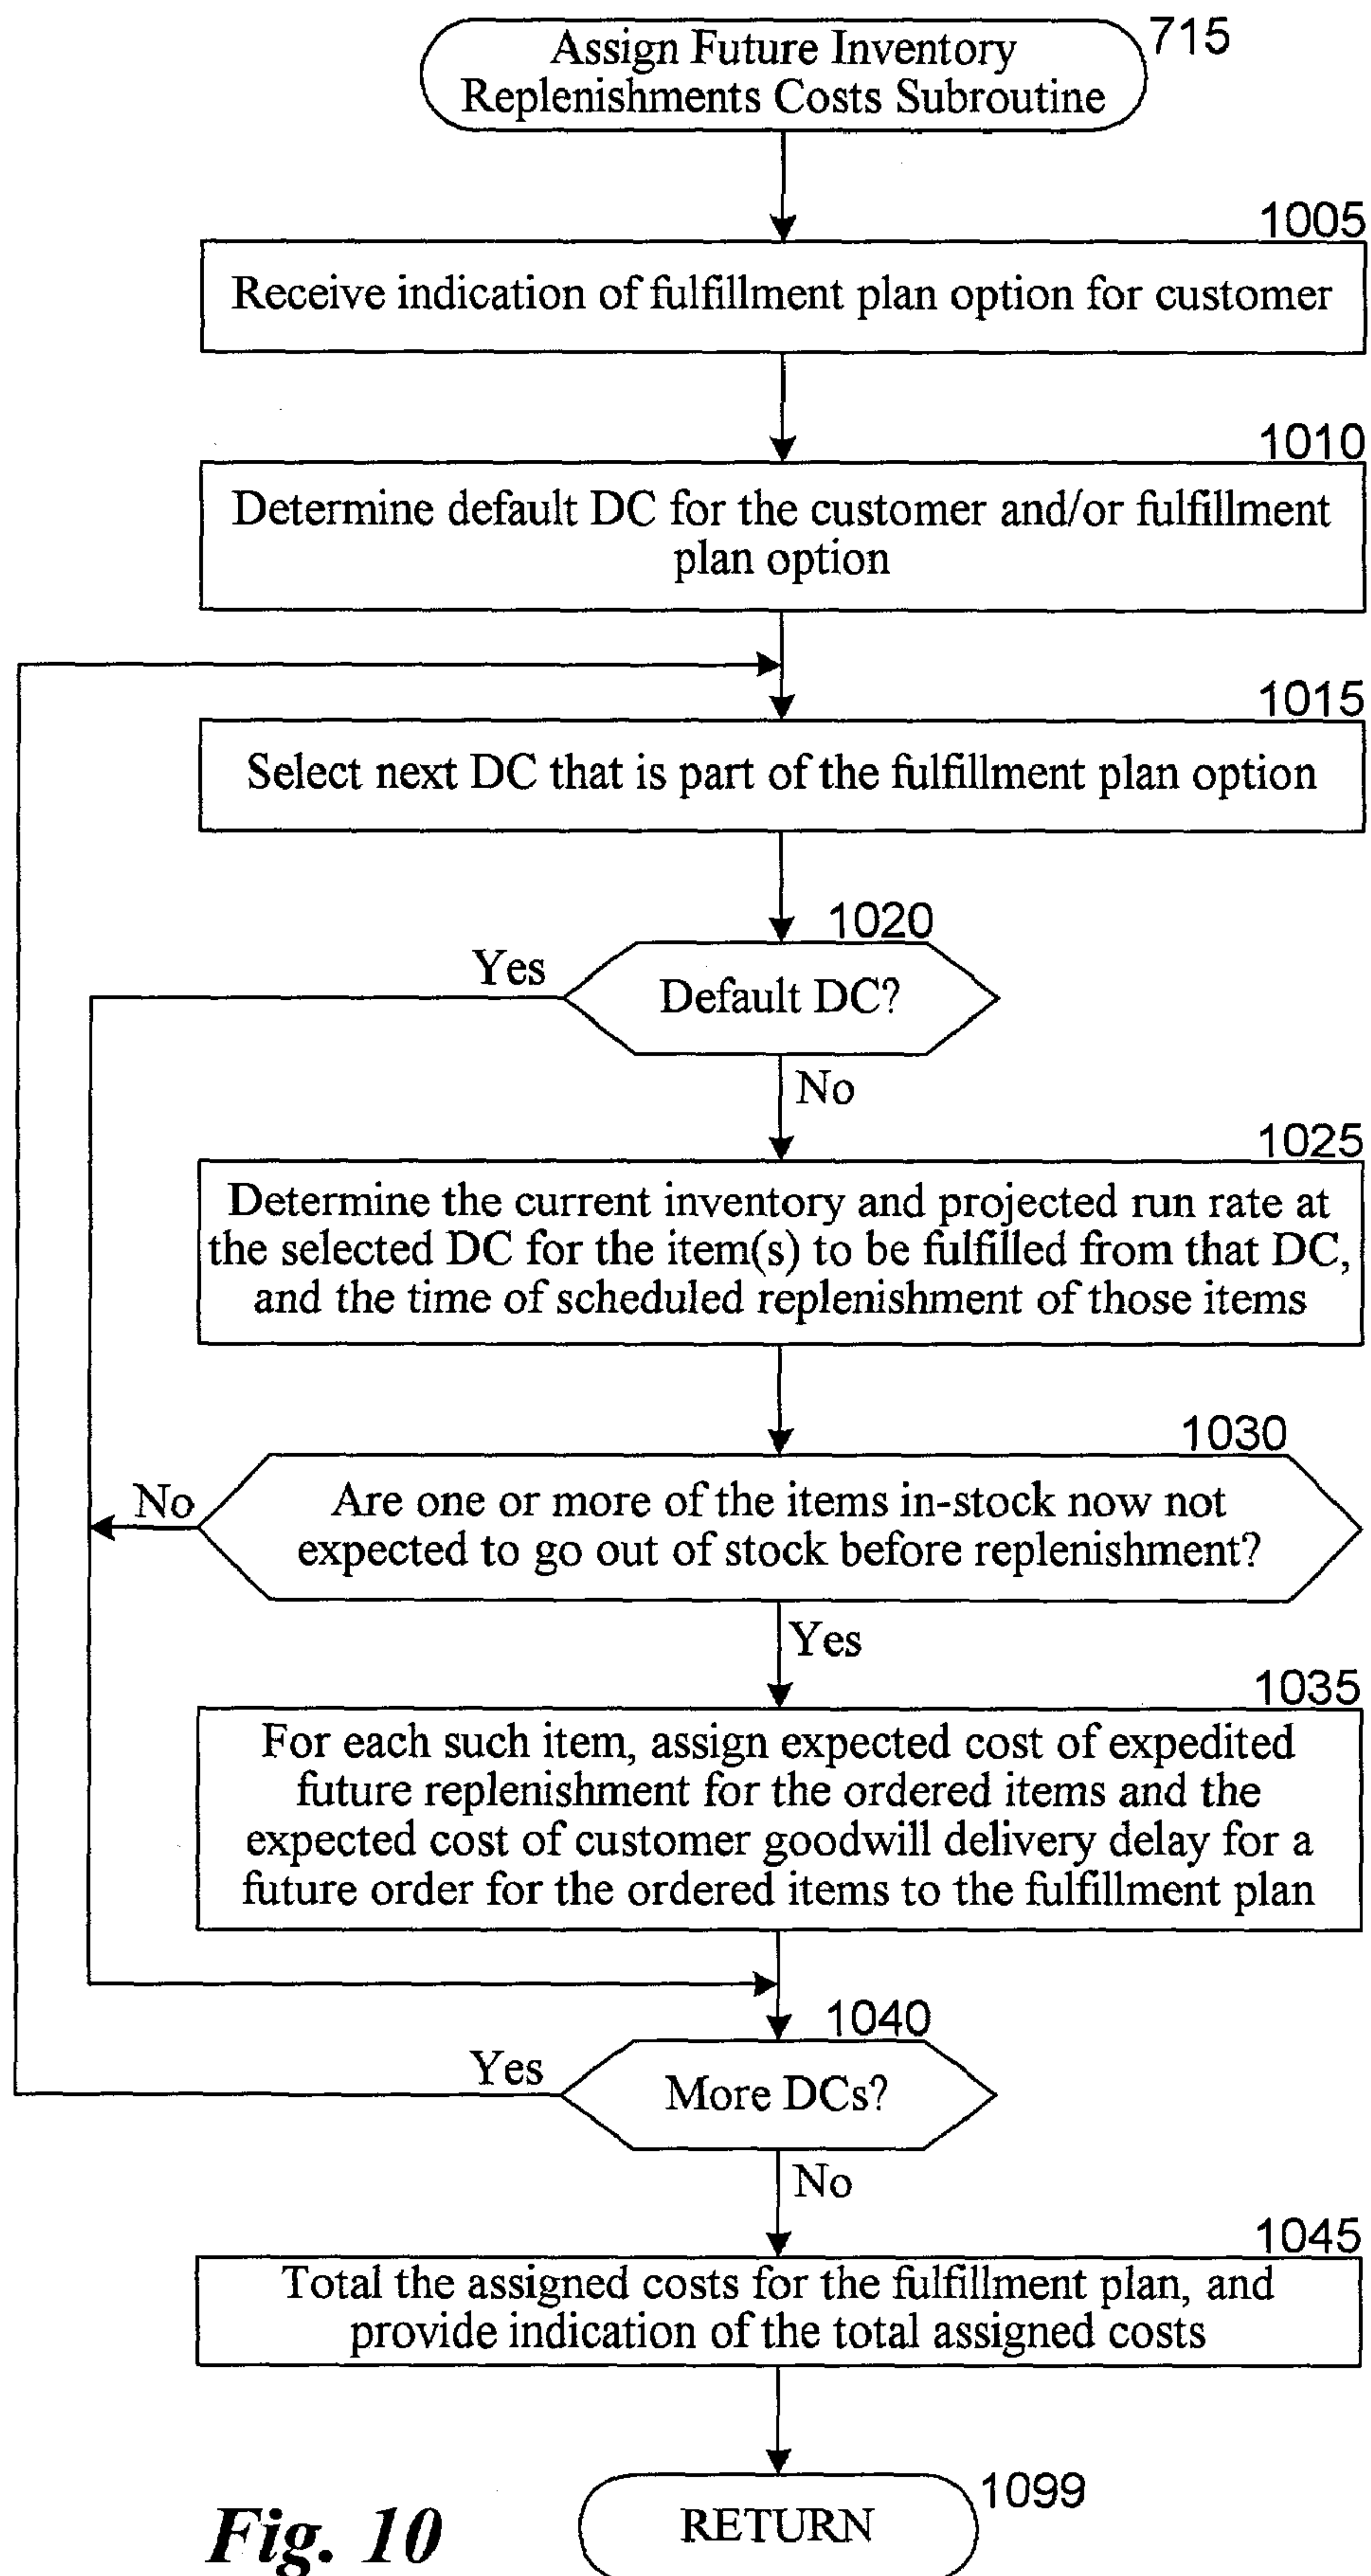 Assign Future Inventory
Replenishments Costs Subroutine
715
1005
Receive indication of fulfillment plan option for customer
1010
Determine default DC for the customer and/or fulfillment
plan option
1015
Select next DC that is part of the fulfillment plan option
1020
Yes
Default DC?
No
1025
Determine the current inventory and projected run rate at
the selected DC for the item(s) to be fulfilled from that DC,
and the time of scheduled replenishment of those items
1030
No
Are one or more of the items in-stock now not
expected to go out of stock before replenishment?
Yes
1035
For each such item, assign expected cost of expedited
future replenishment for the ordered items and the
expected cost of customer goodwill delivery delay for a
future order for the ordered items to the fulfillment plan
1040
Yes
More DCs?
No
1045
Total the assigned costs for the fulfillment plan, and
provide indication of the total assigned costs
1099
RETURN
Fig. 10